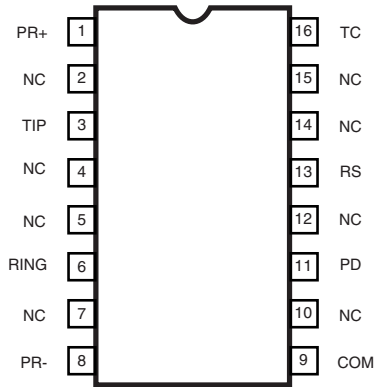 PR+ 1 16 TC
NC 2 15 NC
TIP 3 14 NC
NC 4 13 RS
NC 5 12 NC
RING 6 11 PD
NC 7 10 NC
PR- 8 9 COM